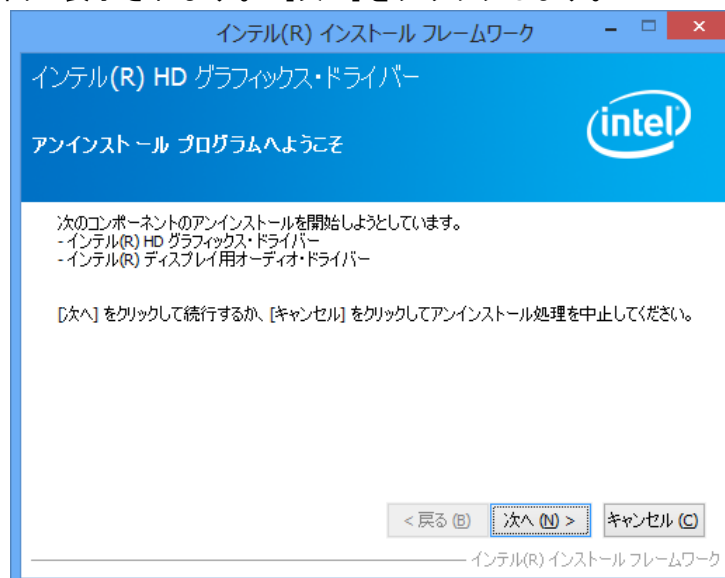 表示されます。
インテル(R) インストール フレームワーク
インテル(R) HD グラフィックス・ドライバー
アンインストール プログラムへようこそ
intel
次のコンポーネントのアンインストールを開始しようとしています。
- インテル(R) HD グラフィックス・ドライバー
- インテル(R) ディスプレイ用オーディオ・ドライバー
[次へ] をクリックして続行するか、[キャンセル] をクリックしてアンインストール処理を中止してください。
< 戻る (B) 次へ (N) > キャンセル (C)
インテル(R) インストール フレームワーク